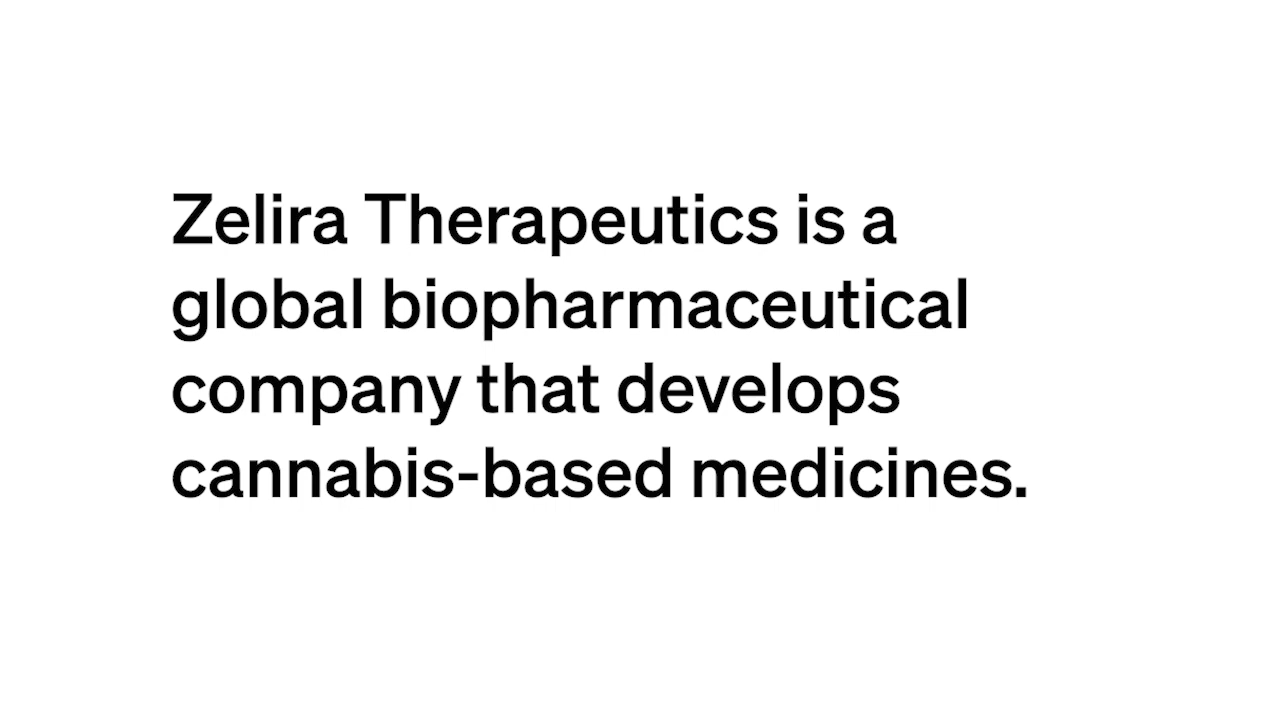 Zelira Therapeutics is a
global biopharmaceutical
company that develops
cannabis-based medicines.